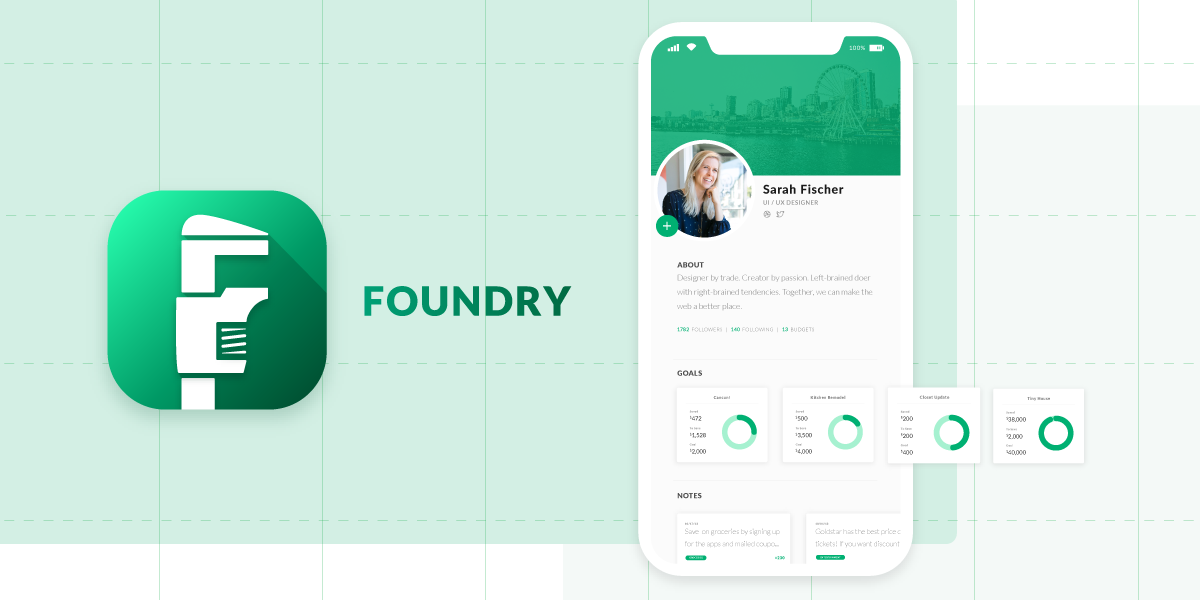 100%
FOUNDRY
Sarah Fischer
UI / UX DESIGNER
ABOUT
Designer by trade. Creator by passion. Left-brained doer
with right-brained tendencies. Together, we can make the
web a better place.
1782 FOLLOWERS | 140 FOLLOWING | 13 BUDGETS
GOALS
Concert
$472
$1,528
$2,000
Kitchen Remodel
$500
$3,500
$4,000
Closet Update
$200
$200
$400
Tiny House
$38,000
$2,000
$40,000
NOTES
Save on groceries by signing up
for the apps and mailed coupo...
Goldstar has the best price
tickets! If you want discount